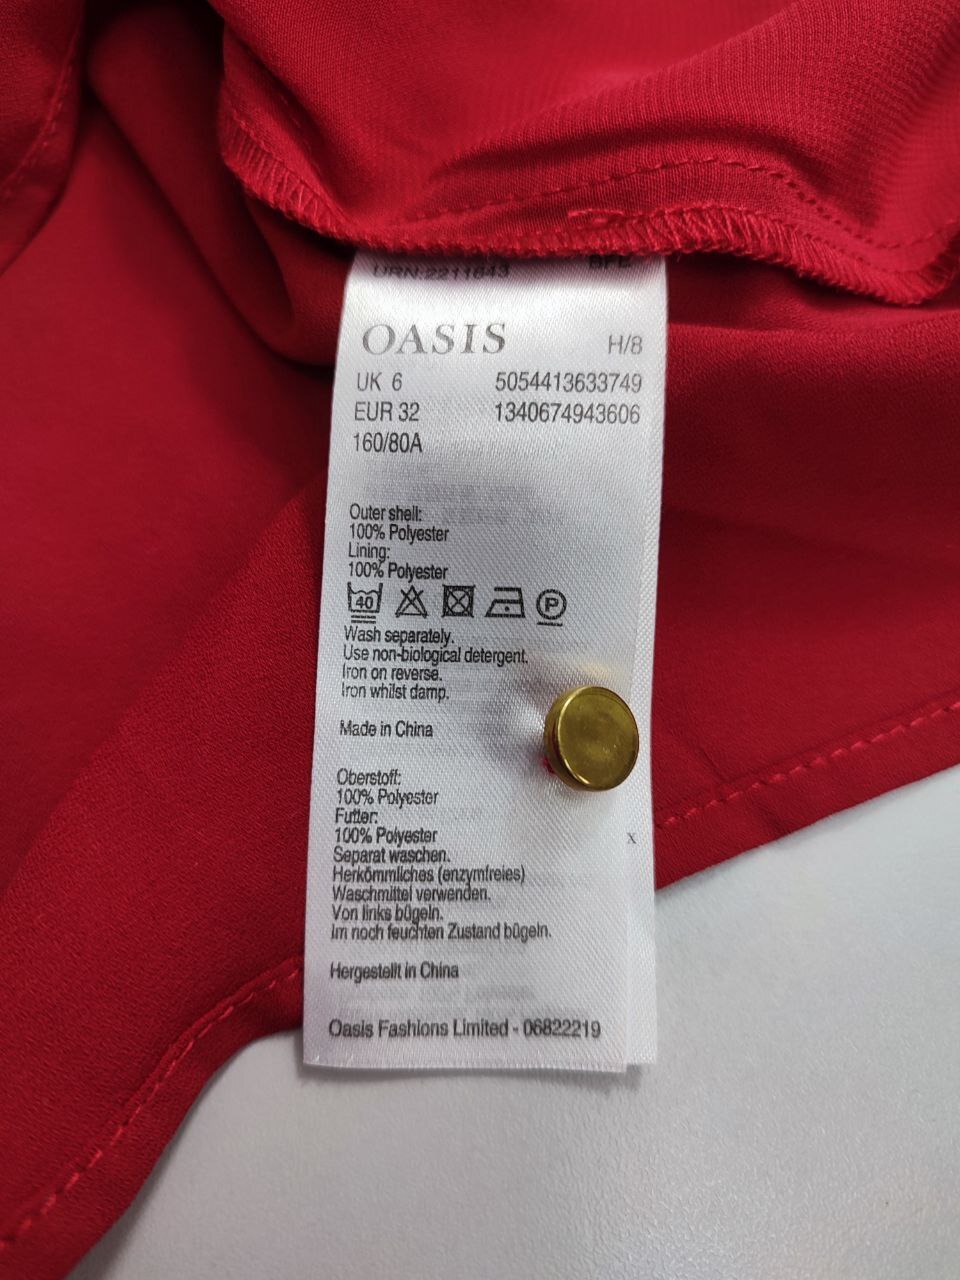 URN.2211643
OASIS H/8
UK 6 5054413633749
EUR 32 1340674943606
160/80A
Outer shell:
100% Polyester
Lining:
100% Polyester
40 P
Wash separately.
Use non-biological detergent.
Iron on reverse.
Iron whilst damp.
Made in China
x
Oberstoff:
100% Polyester
Futter:
100% Polyester
Separat waschen.
Herkömmliches (enzymfreies)
Waschmittel verwenden.
Von links bügeln.
Im noch feuchten Zustand bügeln.
Hergestellt in China
Oasis Fashions Limited - 06822219